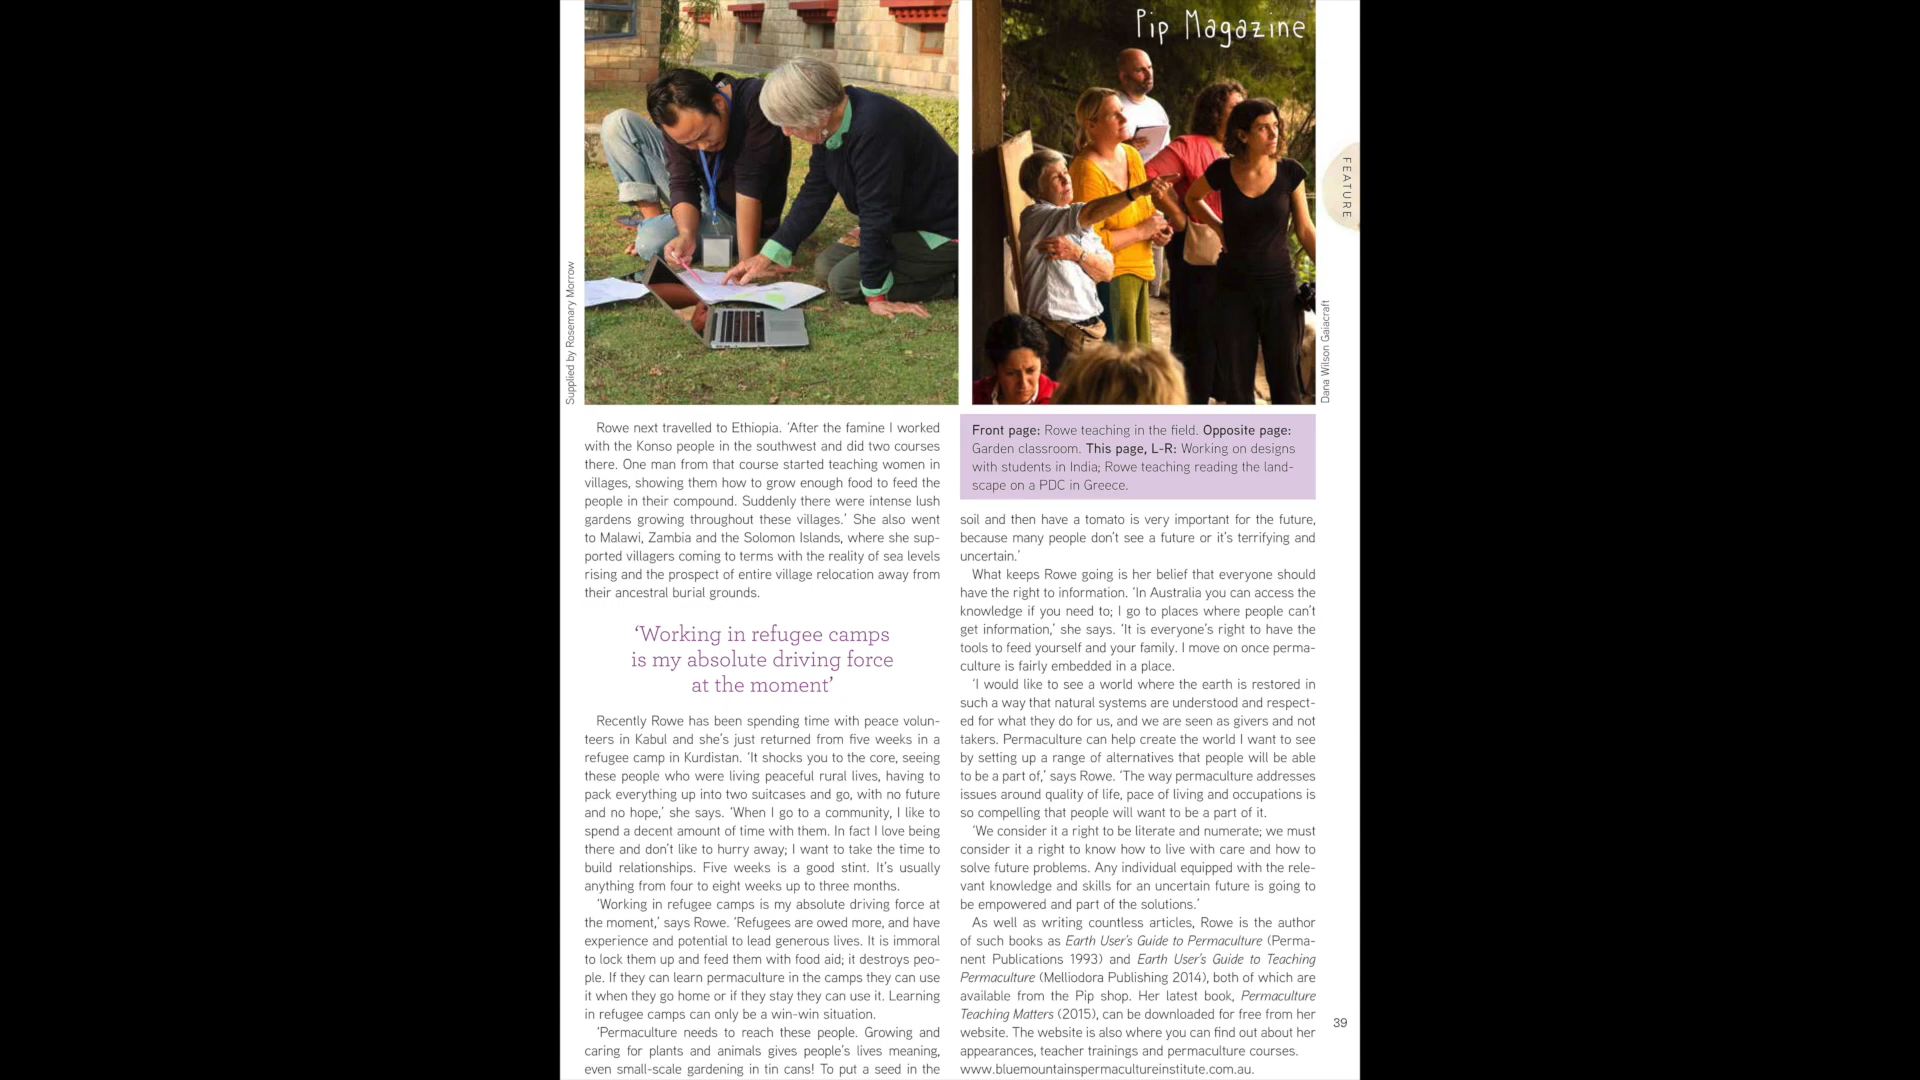 Pip Magazine
FEATURE
Supplied by Rosemary Morrow
Dana Wilson Gaiacraft
Rowe next travelled to Ethiopia. ‘After the famine I worked
with the Konso people in the southwest and did two courses
there. One man from that course started teaching women in
villages, showing them how to grow enough food to feed the
people in their compound. Suddenly there were intense lush
gardens growing throughout these villages.’ She also went
to Malawi, Zambia and the Solomon Islands, where she sup-
ported villagers coming to terms with the reality of sea levels
rising and the prospect of entire village relocation away from
their ancestral burial grounds.
‘Working in refugee camps
is my absolute driving force
at the moment’
Recently Rowe has been spending time with peace volun-
teers in Kabul and she’s just returned from five weeks in a
refugee camp in Kurdistan. ‘It shocks you to the core, seeing
these people who were living peaceful rural lives, having to
pack everything up into two suitcases and go, with no future
and no hope,’ she says. ‘When I go to a community, I like to
spend a decent amount of time with them. In fact I love being
there and don’t like to hurry away; I want to take the time to
build relationships. Five weeks is a good stint. It’s usually
anything from four to eight weeks up to three months.
‘Working in refugee camps is my absolute driving force at
the moment,’ says Rowe. ‘Refugees are owed more, and have
experience and potential to lead generous lives. It is immoral
to lock them up and feed them with food aid; it destroys peo-
ple. If they can learn permaculture in the camps they can use
it when they go home or if they stay they can use it. Learning
in refugee camps can only be a win-win situation.
‘Permaculture needs to reach these people. Growing and
caring for plants and animals gives people’s lives meaning,
even small-scale gardening in tin cans! To put a seed in the
Front page: Rowe teaching in the field. Opposite page:
Garden classroom. This page, L-R: Working on designs
with students in India; Rowe teaching reading the land-
scape on a PDC in Greece.
soil and then have a tomato is very important for the future,
because many people don’t see a future or it’s terrifying and
uncertain.’
What keeps Rowe going is her belief that everyone should
have the right to information. ‘In Australia you can access the
knowledge if you need to; I go to places where people can’t
get information,’ she says. ‘It is everyone’s right to have the
tools to feed yourself and your family. I move on once perma-
culture is fairly embedded in a place.
‘I would like to see a world where the earth is restored in
such a way that natural systems are understood and respect-
ed for what they do for us, and we are seen as givers and not
takers. Permaculture can help create the world I want to see
by setting up a range of alternatives that people will be able
to be a part of,’ says Rowe. ‘The way permaculture addresses
issues around quality of life, pace of living and occupations is
so compelling that people will want to be a part of it.
‘We consider it a right to be literate and numerate; we must
consider it a right to know how to live with care and how to
solve future problems. Any individual equipped with the rele-
vant knowledge and skills for an uncertain future is going to
be empowered and part of the solutions.’
As well as writing countless articles, Rowe is the author
of such books as Earth User’s Guide to Permaculture (Perma-
nent Publications 1993) and Earth User’s Guide to Teaching
Permaculture (Melliodora Publishing 2014), both of which are
available from the Pip shop. Her latest book, Permaculture
Teaching Matters (2015), can be downloaded for free from her
website. The website is also where you can find out about her
appearances, teacher trainings and permaculture courses.
www.bluemountainspermacultureinstitute.com.au.
39